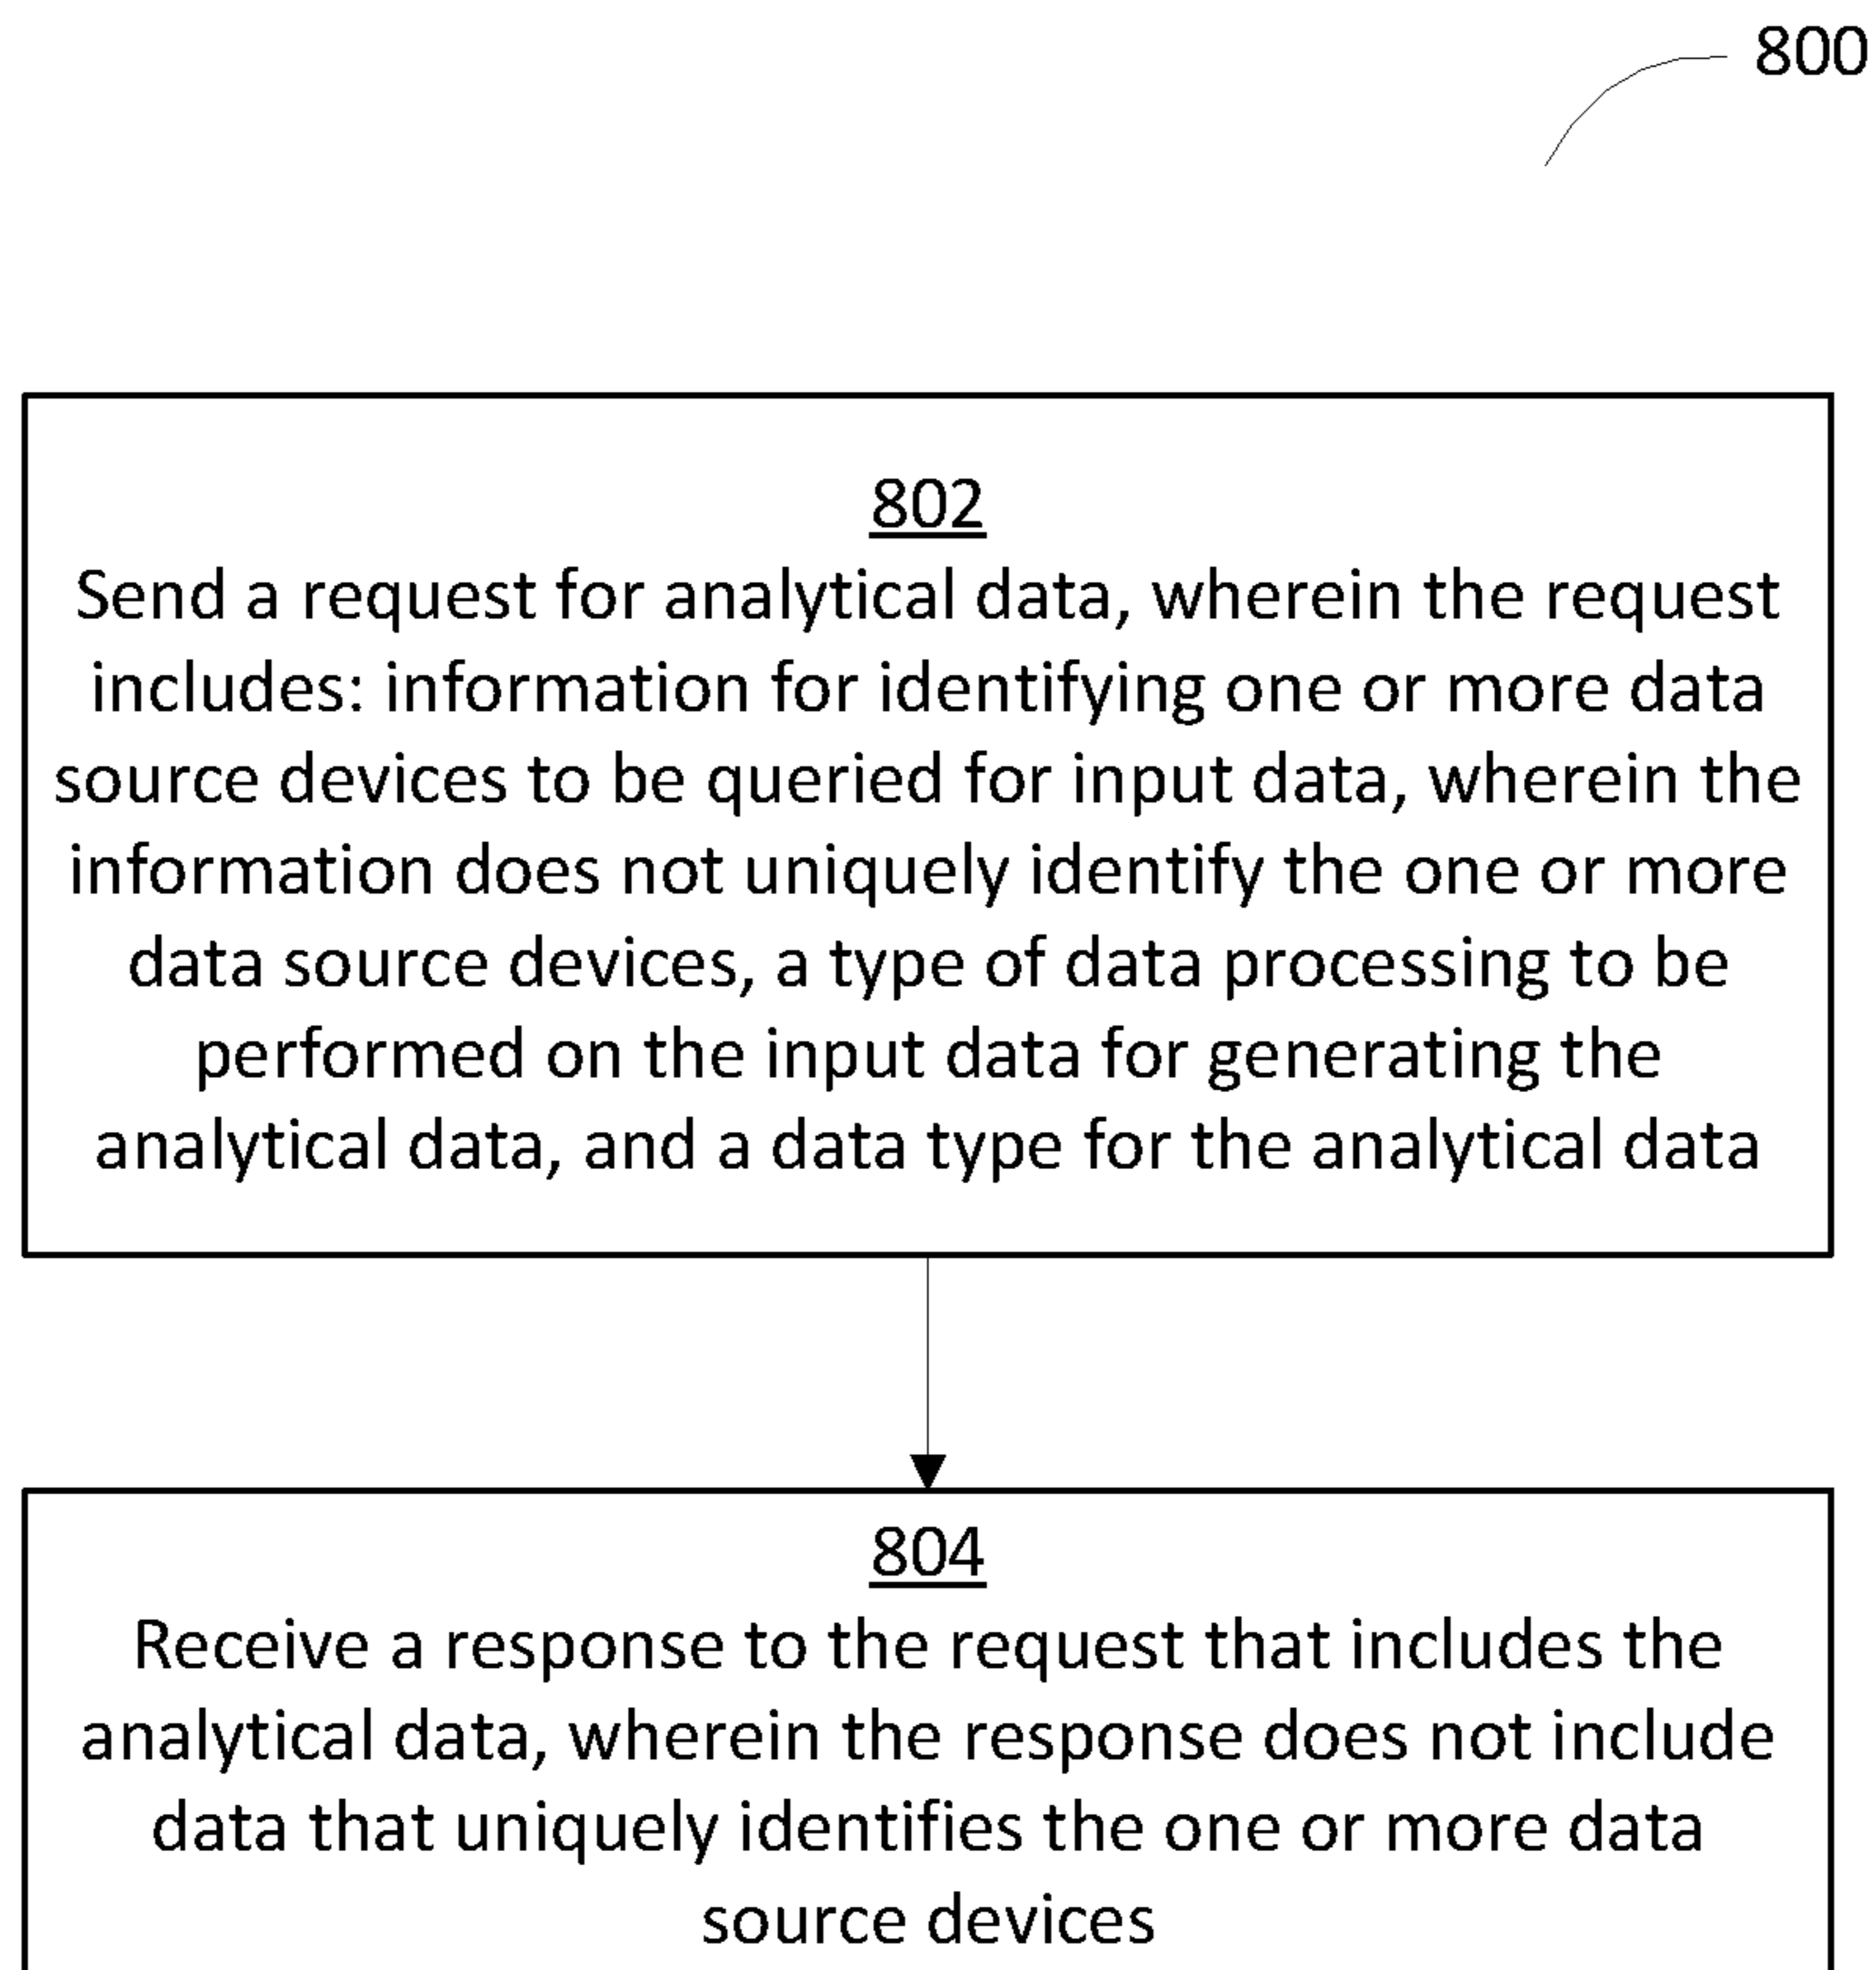 800
802
Send a request for analytical data, wherein the request
includes: information for identifying one or more data
source devices to be queried for input data, wherein the
information does not uniquely identify the one or more
data source devices, a type of data processing to be
performed on the input data for generating the
analytical data, and a data type for the analytical data
804
Receive a response to the request that includes the
analytical data, wherein the response does not include
data that uniquely identifies the one or more data
source devices